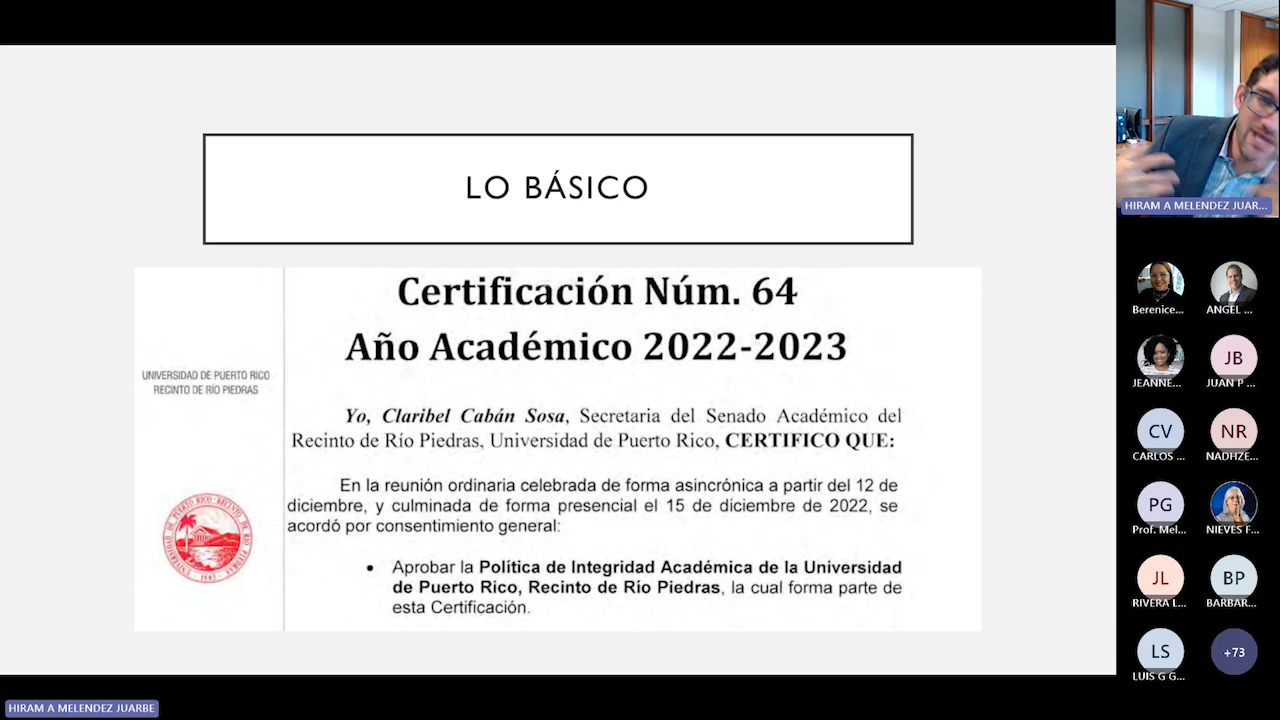 LO BÁSICO
Certificación Núm. 64
Año Académico 2022-2023
UNIVERSIDAD DE PUERTO RICO
RECINTO DE RÍO PIEDRAS
Yo, Claribel Cabán Sosa, Secretaria del Senado Académico del
Recinto de Río Piedras, Universidad de Puerto Rico, CERTIFICO QUE:
En la reunión ordinaria celebrada de forma asincrónica a partir del 12 de
diciembre, y culminada de forma presencial el 15 de diciembre de 2022, se
acordó por consentimiento general:
• Aprobar la Política de Integridad Académica de la Universidad
de Puerto Rico, Recinto de Río Piedras, la cual forma parte de
esta Certificación.
HIRAM A MELENDEZ JUAR...
Berenice...
ANGEL ...
JEANNE...
JB
JUAN P ...
CV
CARLOS ...
NR
NADHZE...
PG
Prof. Mel...
NIEVES F...
JL
RIVERA L...
BP
BARBAR...
LS
LUIS G G...
+73
HIRAM A MELENDEZ JUARBE